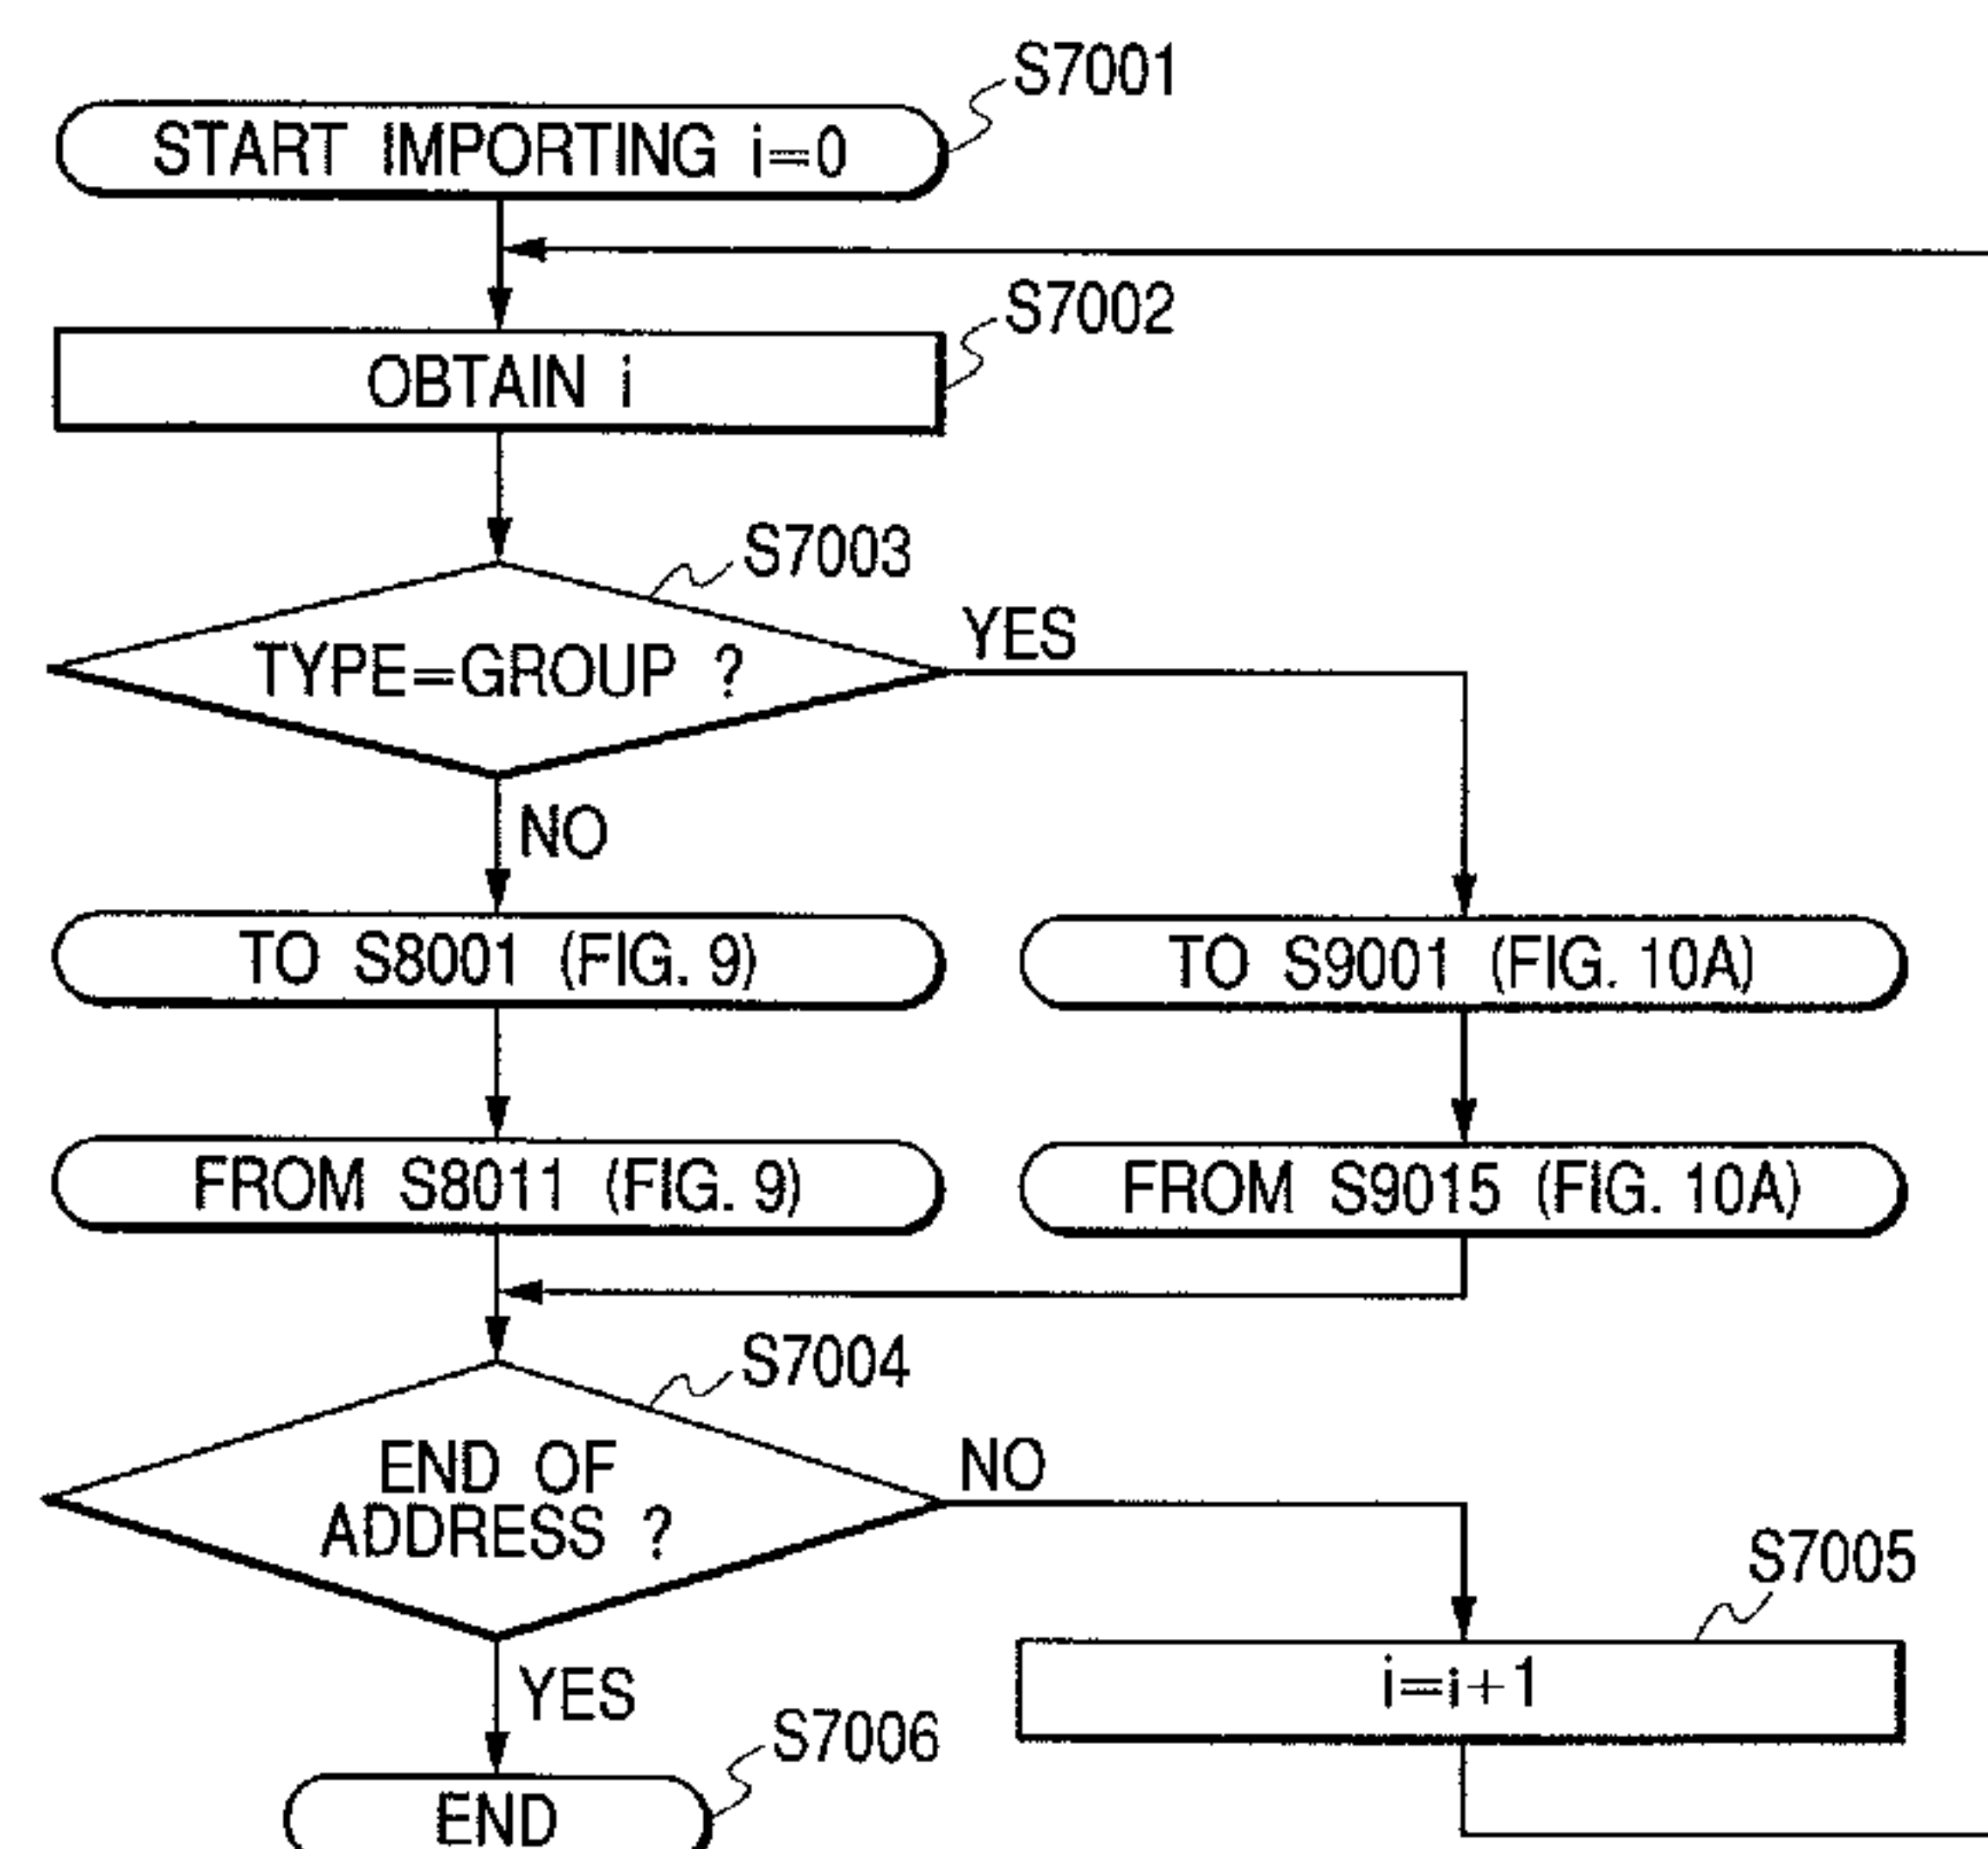 S7001
START IMPORTING i=0
S7002
OBTAIN i
S7003
TYPE=GROUP ?
YES
NO
TO S8001 (FIG. 9)
TO S9001 (FIG. 10A)
FROM S8011 (FIG. 9)
FROM S9015 (FIG. 10A)
S7004
END OF
ADDRESS ?
NO
S7005
i=i+1
YES
S7006
END